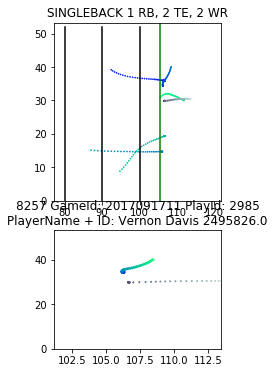 SINGLEBACK 1 RB, 2 TE, 2 WR
50
40
30
20
10
0
80 90 100 110 120
8257 GameId: 2017091711 PlayId: 2985
PlayerName + ID: Vernon Davis 2495826.0
40
20
0
102.5 105.0 107.5 110.0 112.5